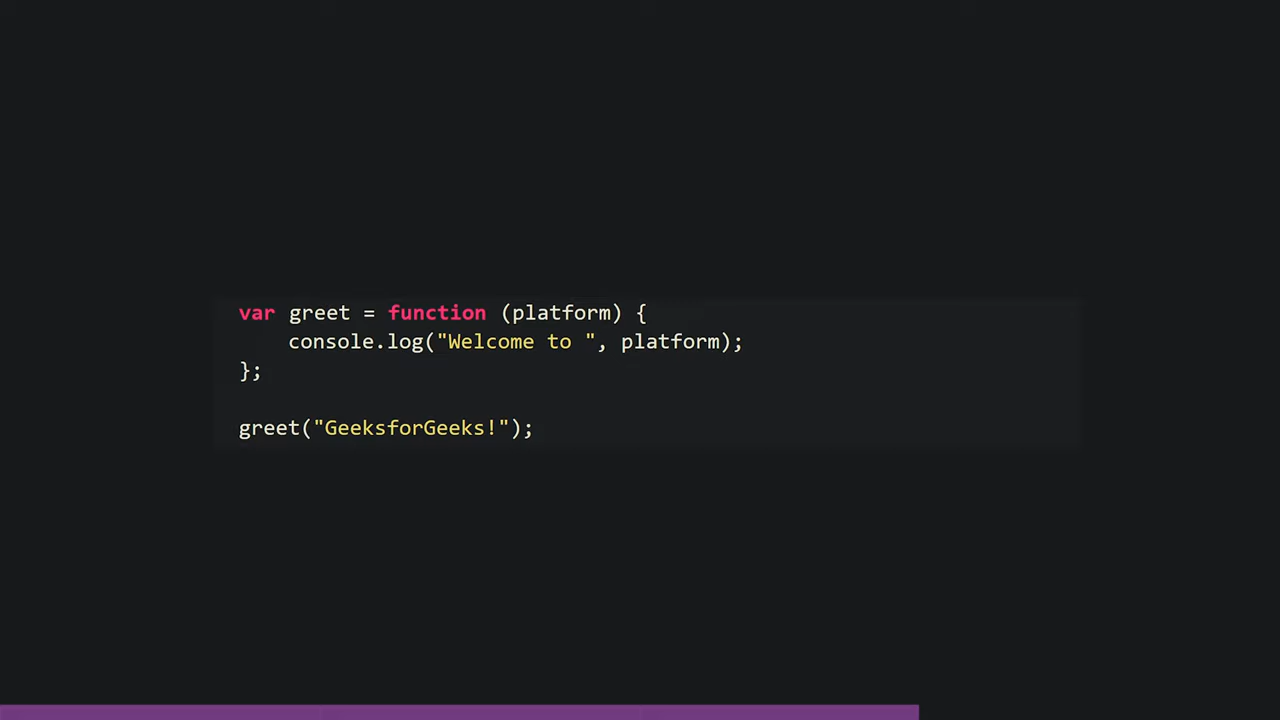 var greet = function (platform) {
    console.log("Welcome to ", platform);
};
greet("GeeksforGeeks!");